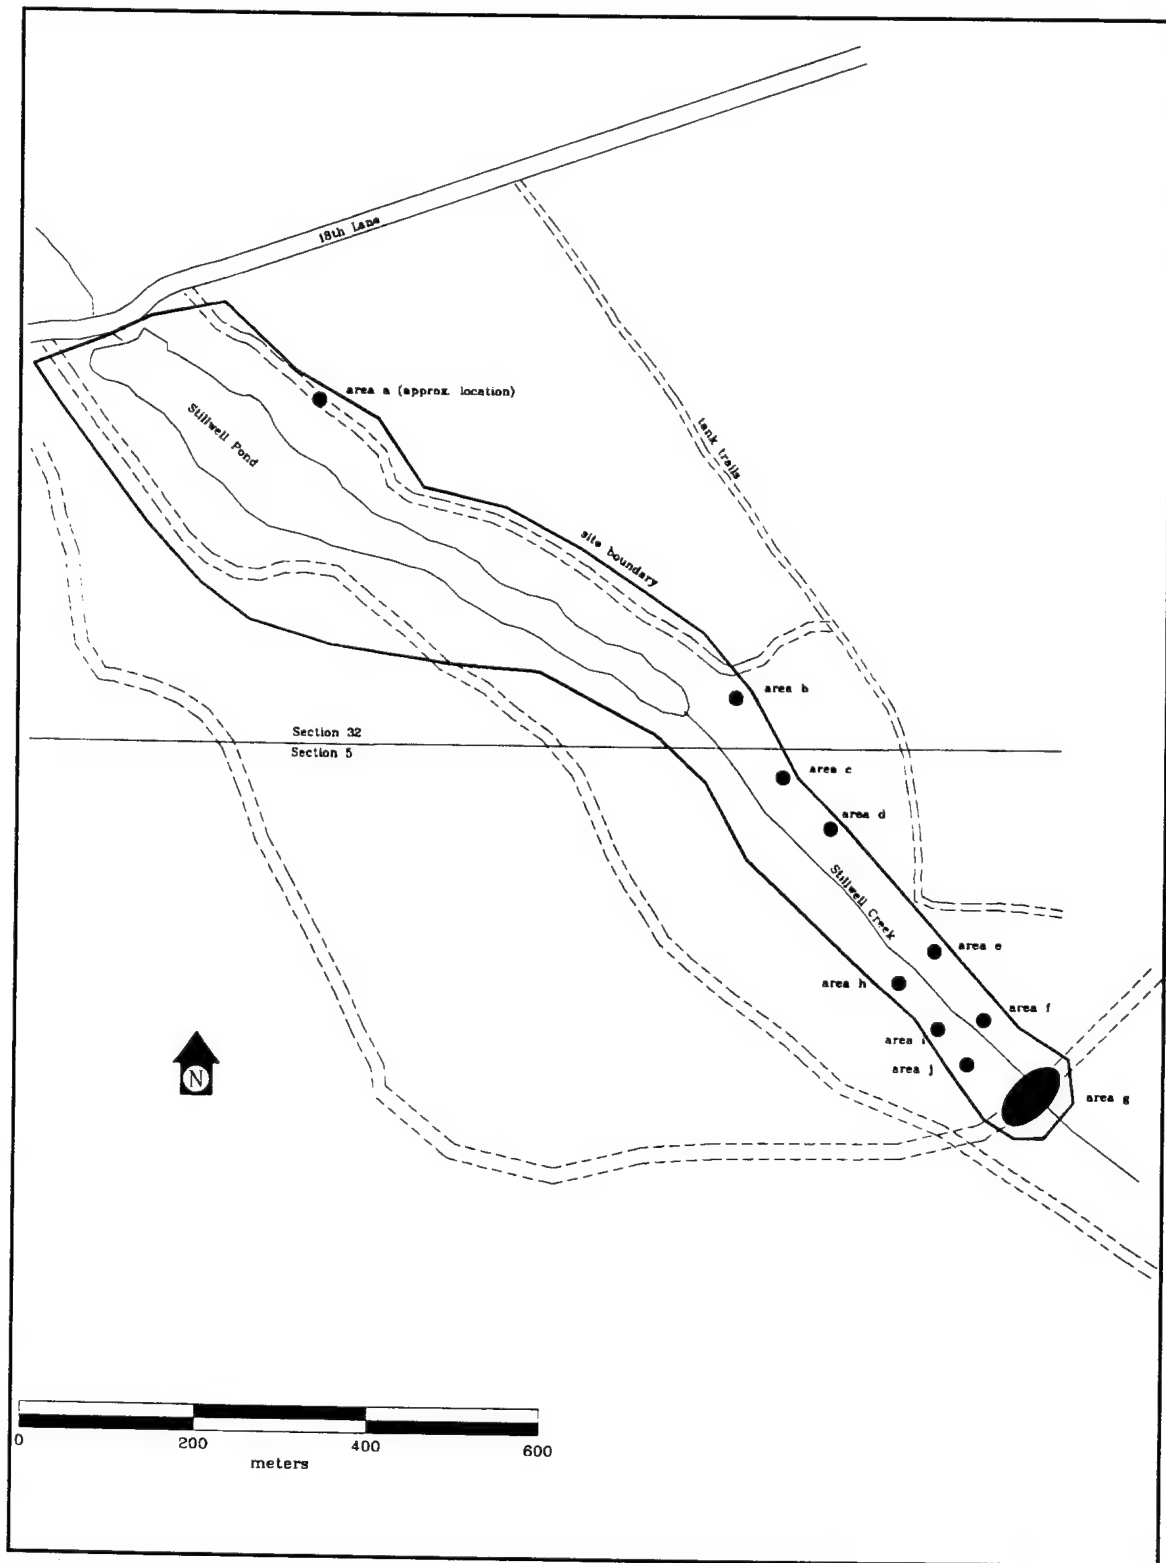 18th Lane
area a (approx. location)
Stillwell Pond
tank trails
site boundary
area b
Section 32
Section 5
area c
area d
Stillwell Creek
area e
area h
area f
area i
area j
area g
N
0
200
400
600
meters